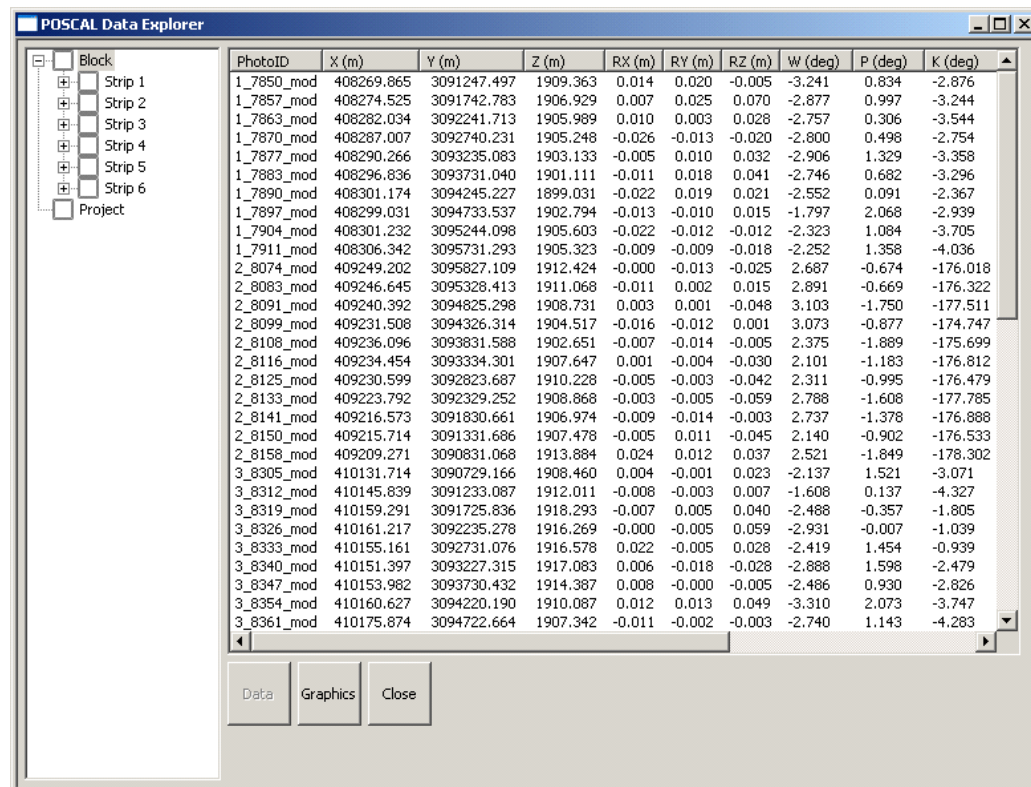 POSCAL Data Explorer
Block
Strip 1
Strip 2
Strip 3
Strip 4
Strip 5
Strip 6
Project
PhotoID X (m) Y (m) Z (m) RX (m) RY (m) RZ (m) W (deg) P (deg) K (deg)
1_7850_mod 408269.865 3091247.497 1909.363 0.014 0.020 -0.005 -3.241 0.834 -2.876
1_7857_mod 408274.525 3091742.783 1906.929 0.007 0.025 0.070 -2.877 0.997 -3.244
1_7863_mod 408282.034 3092241.713 1905.989 0.010 0.003 0.028 -2.757 0.306 -3.544
1_7870_mod 408287.007 3092740.231 1905.248 -0.026 -0.013 -0.020 -2.800 0.498 -2.754
1_7877_mod 408290.266 3093235.083 1903.133 -0.005 0.010 0.032 -2.906 1.329 -3.358
1_7883_mod 408296.836 3093731.040 1901.111 -0.011 0.018 0.041 -2.746 0.682 -3.296
1_7890_mod 408301.174 3094245.227 1899.031 -0.022 0.019 0.021 -2.552 0.091 -2.367
1_7897_mod 408299.031 3094733.537 1902.794 -0.013 -0.010 0.015 -1.797 2.068 -2.939
1_7904_mod 408301.232 3095244.098 1905.603 -0.022 -0.012 -0.012 -2.323 1.084 -3.705
1_7911_mod 408306.342 3095731.293 1905.323 -0.009 -0.009 -0.018 -2.252 1.358 -4.036
2_8074_mod 409249.202 3095827.109 1912.424 -0.000 -0.013 -0.025 2.687 -0.674 -176.018
2_8083_mod 409246.645 3095328.413 1911.068 -0.011 0.002 0.015 2.891 -0.669 -176.322
2_8091_mod 409240.392 3094825.298 1908.731 0.003 0.001 -0.048 3.103 -1.750 -177.511
2_8099_mod 409231.508 3094326.314 1904.517 -0.016 -0.012 0.001 3.073 -0.877 -174.747
2_8108_mod 409236.096 3093831.588 1902.651 -0.007 -0.014 -0.005 2.375 -1.889 -175.699
2_8116_mod 409234.454 3093334.301 1907.647 0.001 -0.004 -0.030 2.101 -1.183 -176.812
2_8125_mod 409230.599 3092823.687 1910.228 -0.005 -0.003 -0.042 2.311 -0.995 -176.479
2_8133_mod 409223.792 3092329.252 1908.868 -0.003 -0.005 -0.059 2.788 -1.608 -177.785
2_8141_mod 409216.573 3091830.661 1906.974 -0.009 -0.014 -0.003 2.737 -1.378 -176.888
2_8150_mod 409215.714 3091331.686 1907.478 -0.005 0.011 -0.045 2.140 -0.902 -176.533
2_8158_mod 409209.271 3090831.068 1913.884 0.024 0.012 0.037 2.521 -1.849 -178.302
3_8305_mod 410131.714 3090729.166 1908.460 0.004 -0.001 0.023 -2.137 1.521 -3.071
3_8312_mod 410145.839 3091233.087 1912.011 -0.008 -0.003 0.007 -1.608 0.137 -4.327
3_8319_mod 410159.291 3091725.836 1918.293 -0.007 0.005 0.040 -2.488 -0.357 -1.805
3_8326_mod 410161.217 3092235.278 1916.269 -0.000 -0.005 0.059 -2.931 -0.007 -1.039
3_8333_mod 410155.161 3092731.076 1916.578 0.022 -0.005 0.028 -2.419 1.454 -0.939
3_8340_mod 410151.397 3093227.315 1917.083 0.006 -0.018 -0.028 -2.888 1.598 -2.479
3_8347_mod 410153.982 3093730.432 1914.387 0.008 -0.000 -0.005 -2.486 0.930 -2.826
3_8354_mod 410160.627 3094220.190 1910.087 0.012 0.013 0.049 -3.310 2.073 -3.747
3_8361_mod 410175.874 3094722.664 1907.342 -0.011 -0.002 -0.003 -2.740 1.143 -4.283
Data Graphics Close